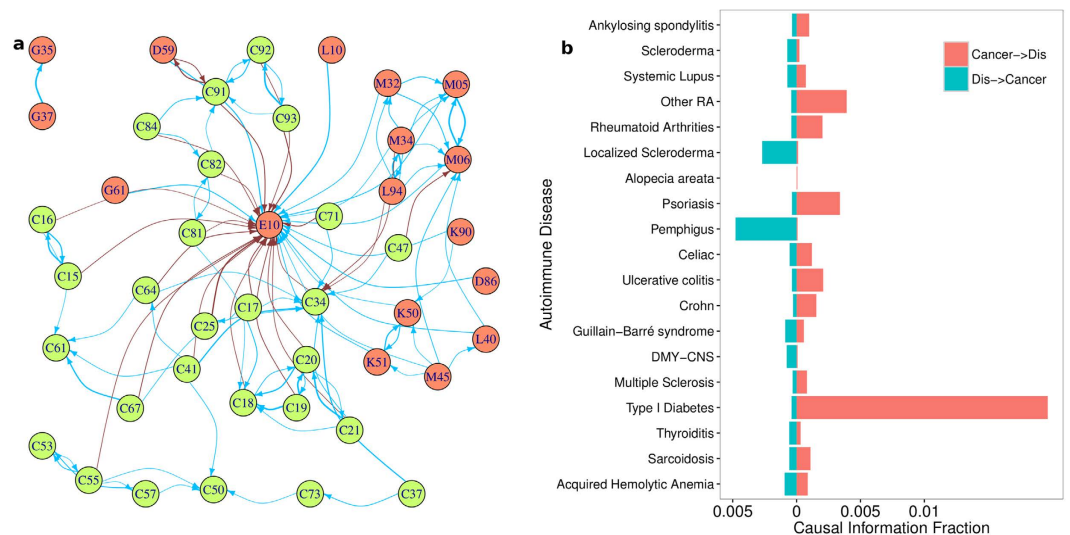 a
G35
D59
C92
L10
G37
C91
M32
M05
C84
C93
M34
M06
C82
G61
L94
C16
C81
E10
C71
K90
C47
C15
D86
C64
C17
C34
C25
K50
L40
C61
C41
C20
K51
M45
C67
C18
C19
C21
C53
C55
C57
C50
C73
C37
b
Autoimmune Disease
Ankylosing spondylitis
Scleroderma
Systemic Lupus
Other RA
Rheumatoid Arthrities
Localized Scleroderma
Alopecia areata
Psoriasis
Pemphigus
Celiac
Ulcerative colitis
Crohn
Guillain−Barré syndrome
DMY−CNS
Multiple Sclerosis
Type I Diabetes
Thyroiditis
Sarcoidosis
Acquired Hemolytic Anemia
Cancer−>Dis
Dis−>Cancer
0.005 0 0.005 0.01
Causal Information Fraction